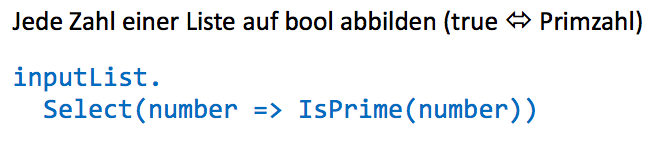 Jede Zahl einer Liste auf bool abbilden (true ⇔ Primzahl)
inputList.
Select(number => IsPrime(number))